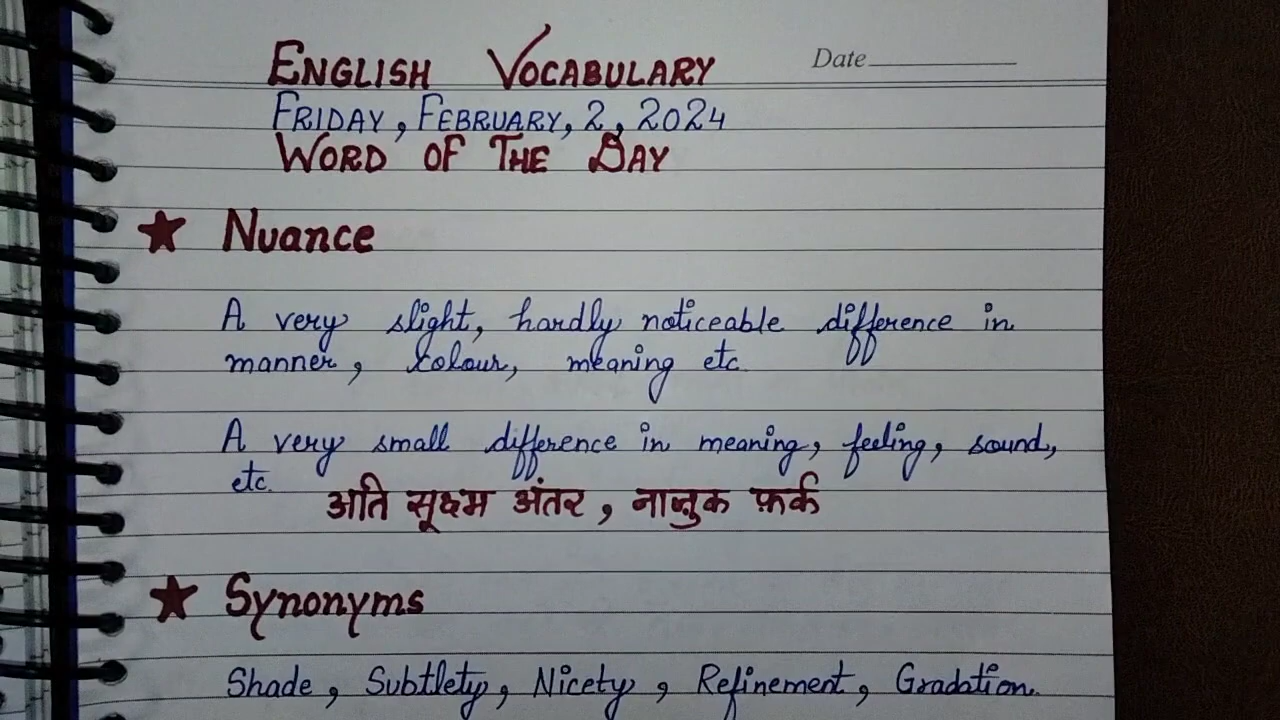 ENGLISH VOCABULARY
Date
FRIDAY, FEBRUARY, 2, 2024
WORD OF THE DAY
★ Nuance
A very slight, hardly noticeable difference in
manner, colour, meaning etc.
A very small difference in meaning, feeling, sound,
etc.
अति सूक्ष्म अंतर, नाज़ुक फ़र्क
★ Synonyms
Shade, Subtlety, Nicety, Refinement, Gradation.